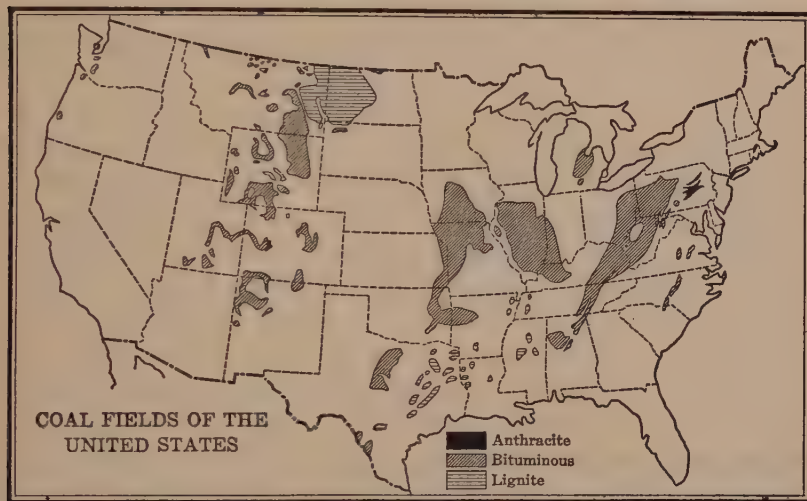 COAL FIELDS OF THE
UNITED STATES
Anthracite
Bituminous
Lignite